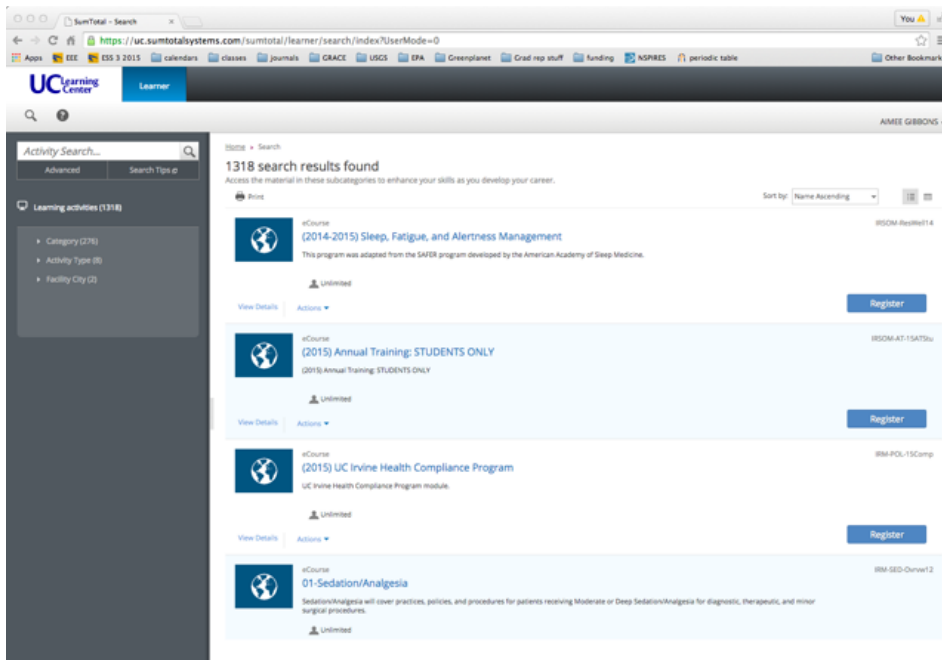 SumTotal - Search
You
https://uc.sumtotalsystems.com/sumtotal/learner/search/index?UserMode=0
Apps EEE ESS 3 2015 calendars classes journals GRACE USGS EPA Greenplanet Grad rep stuff funding NSPIRES periodic table Other Bookmark
UC Learning Center
Learner
AIMEE GIBBONS
Activity Search...
Advanced Search Tips
Learning activities (1318)
Category (276)
Activity Type (8)
Facility City (2)
Home Search
1318 search results found
Access the material in these subcategories to enhance your skills as you develop your career.
Print
Sort by: Name Ascending
eCourse IRSOM-ResWell14
(2014-2015) Sleep, Fatigue, and Alertness Management
This program was adapted from the SAFER program developed by the American Academy of Sleep Medicine.
Unlimited
View Details Actions Register
eCourse IRSOM-AT-15ATStu
(2015) Annual Training: STUDENTS ONLY
(2015) Annual Training: STUDENTS ONLY
Unlimited
View Details Actions Register
eCourse IRM-POL-15Comp
(2015) UC Irvine Health Compliance Program
UC Irvine Health Compliance Program module.
Unlimited
View Details Actions Register
eCourse IRM-SED-Ovrvw12
01-Sedation/Analgesia
Sedation/Analgesia will cover practices, policies, and procedures for patients receiving Moderate or Deep Sedation/Analgesia for diagnostic, therapeutic, and minor
surgical procedures.
Unlimited